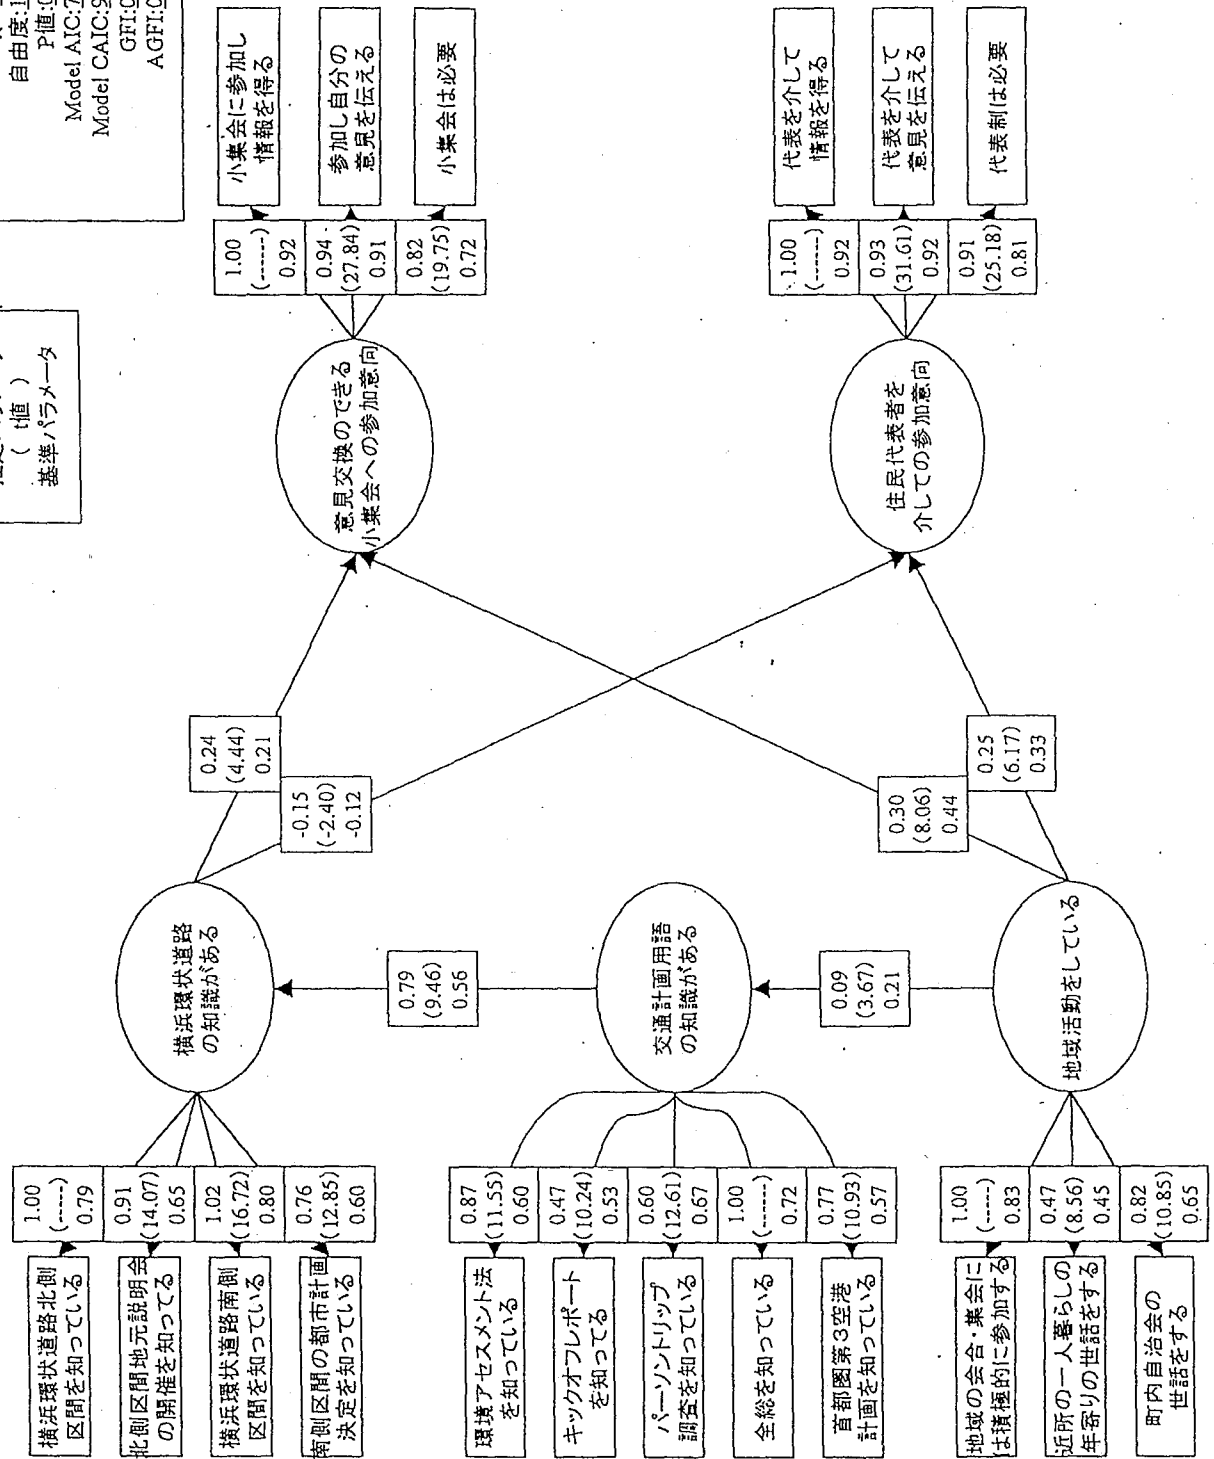 自由度:1
P値:0
Model AIC:7
Model CAIC:9
GFI:0
AGFI:0
( t値 )
基準パラメータ
横浜環状道路北側
区間を知っている
北側区間地元説明会
の開催を知ってる
横浜環状道路南側
区間を知っている
南側区間の都市計画
決定を知っている
1.00
(-----)
0.79
0.91
(14.07)
0.65
1.02
(16.72)
0.80
0.76
(12.85)
0.60
横浜環状道路
の知識がある
環境アセスメント法
を知っている
キックオフレポート
を知ってる
パーソントリップ
調査を知っている
全総を知っている
首都圏第3空港
計画を知っている
0.87
(11.55)
0.60
0.47
(10.24)
0.53
0.60
(12.61)
0.67
1.00
(-----)
0.72
0.77
(10.93)
0.57
交通計画用語
の知識がある
地域の会合・集会に
は積極的に参加する
近所の一人暮らしの
年寄りの世話をする
町内自治会の
世話をする
1.00
(-----)
0.83
0.47
(8.56)
0.45
0.82
(10.85)
0.65
地域活動をしている
0.79
(9.46)
0.56
0.09
(3.67)
0.21
0.24
(4.44)
0.21
-0.15
(-2.40)
-0.12
0.30
(8.06)
0.44
0.25
(6.17)
0.33
意見交換のできる
小集会への参加意向
1.00
(-----)
0.92
0.94
(27.84)
0.91
0.82
(19.75)
0.72
小集会に参加し
情報を得る
参加し自分の
意見を伝える
小集会は必要
住民代表者を
介しての参加意向
1.00
(-----)
0.92
0.93
(31.61)
0.92
0.91
(25.18)
0.81
代表を介して
情報を得る
代表を介して
意見を伝える
代表制は必要